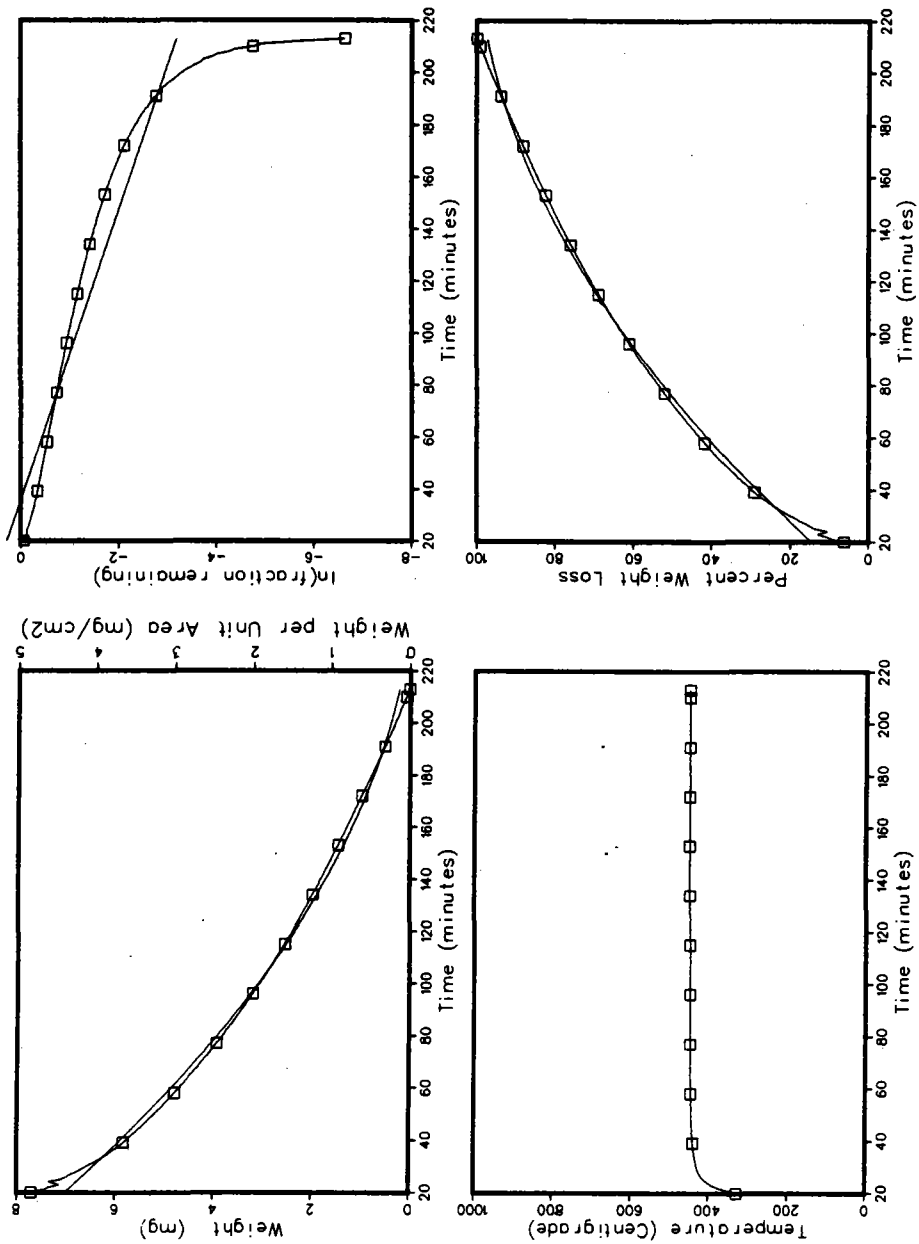 Weight (mg)
8
6
4
2
0
20 40 60 80 100 120 140 160 180 200 220
Time (minutes)
5
4
3
2
1
0
Weight per Unit Area (mg/cm2)
ln(fraction remaining)
0
-2
-4
-6
-8
20 40 60 80 100 120 140 160 180 200 220
Time (minutes)
Temperature (Centigrade)
1000
800
600
400
200
0
20 40 60 80 100 120 140 160 180 200 220
Time (minutes)
Percent Weight Loss
100
80
60
40
20
0
20 40 60 80 100 120 140 160 180 200 220
Time (minutes)